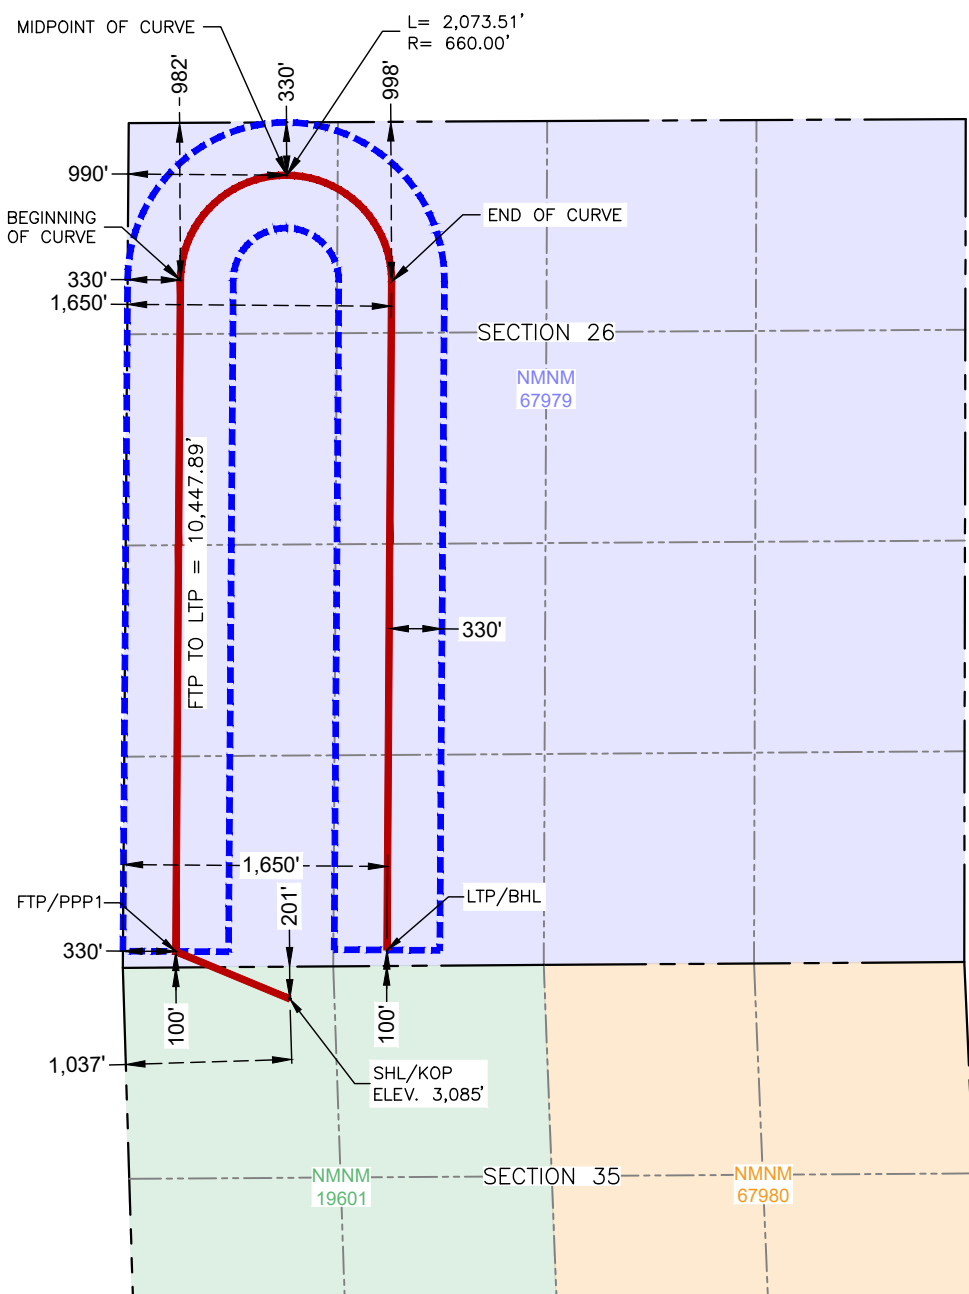 MIDPOINT OF CURVE
L= 2,073.51'
R= 660.00'
982'
330'
998'
990'
BEGINNING
OF CURVE
END OF CURVE
330'
1,650'
SECTION 26
NMNM
67979
FTP TO LTP = 10,447.89'
330'
1,650'
FTP/PPP1
201'
LTP/BHL
330'
100'
100'
1,037'
SHL/KOP
ELEV. 3,085'
NMNM
19601
SECTION 35
NMNM
67980